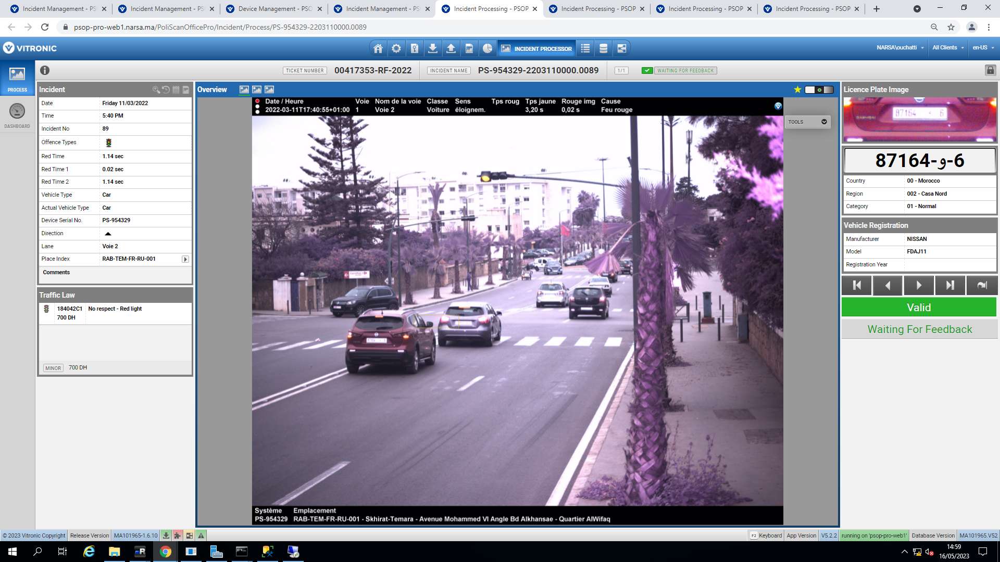 Incident Management - PS
Incident Management - PS
Device Management - PSO
Incident Management - PS
Incident Processing - PSOP
Incident Processing - PSOP
Incident Processing - PSOP
Incident Processing - PSOP
psop-pro-web1.narsa.ma/PoliScanOfficePro/Incident/Process/PS-954329-2203110000.0089
VITRONIC
INCIDENT PROCESSOR
NARSA\ouchatti
All Clients
en-US
PROCESS
DASHBOARD
TICKET NUMBER 00417353-RF-2022
INCIDENT NAME PS-954329-2203110000.0089
1/1
WAITING FOR FEEDBACK
Incident
Date Friday 11/03/2022
Time 5:40 PM
Incident No 89
Offence Types
Red Time 1.14 sec
Red Time 1 0.02 sec
Red Time 2 1.14 sec
Vehicle Type Car
Actual Vehicle Type Car
Device Serial No. PS-954329
Direction
Lane Voie 2
Place Index RAB-TEM-FR-RU-001
Comments
Traffic Law
184042C1 No respect - Red light
700 DH
MINOR 700 DH
Overview
Date / Heure Voie Nom de la voie Classe Sens Tps roug Tps jaune Rouge img Cause
2022-03-11T17:40:55+01:00 1 Voie 2 Voiture éloignem. 3,20 s 0,02 s Feu rouge
TOOLS
Système Emplacement
PS-954329 RAB-TEM-FR-RU-001 - Skhirat-Temara - Avenue Mohammed VI Angle Bd Alkhansae - Quartier AlWifaq
Licence Plate Image
87164 6
87164-و-6
Country 00 - Morocco
Region 002 - Casa Nord
Category 01 - Normal
Vehicle Registration
Manufacturer NISSAN
Model FDAJ11
Registration Year
Valid
Waiting For Feedback
© 2023 Vitronic Copyright
Release Version
MA101965-1.6.10
F2 Keyboard
App Version
V5.2.2
running on 'psop-pro-web1'
Database Version
MA101965.V52
14:59
16/05/2023